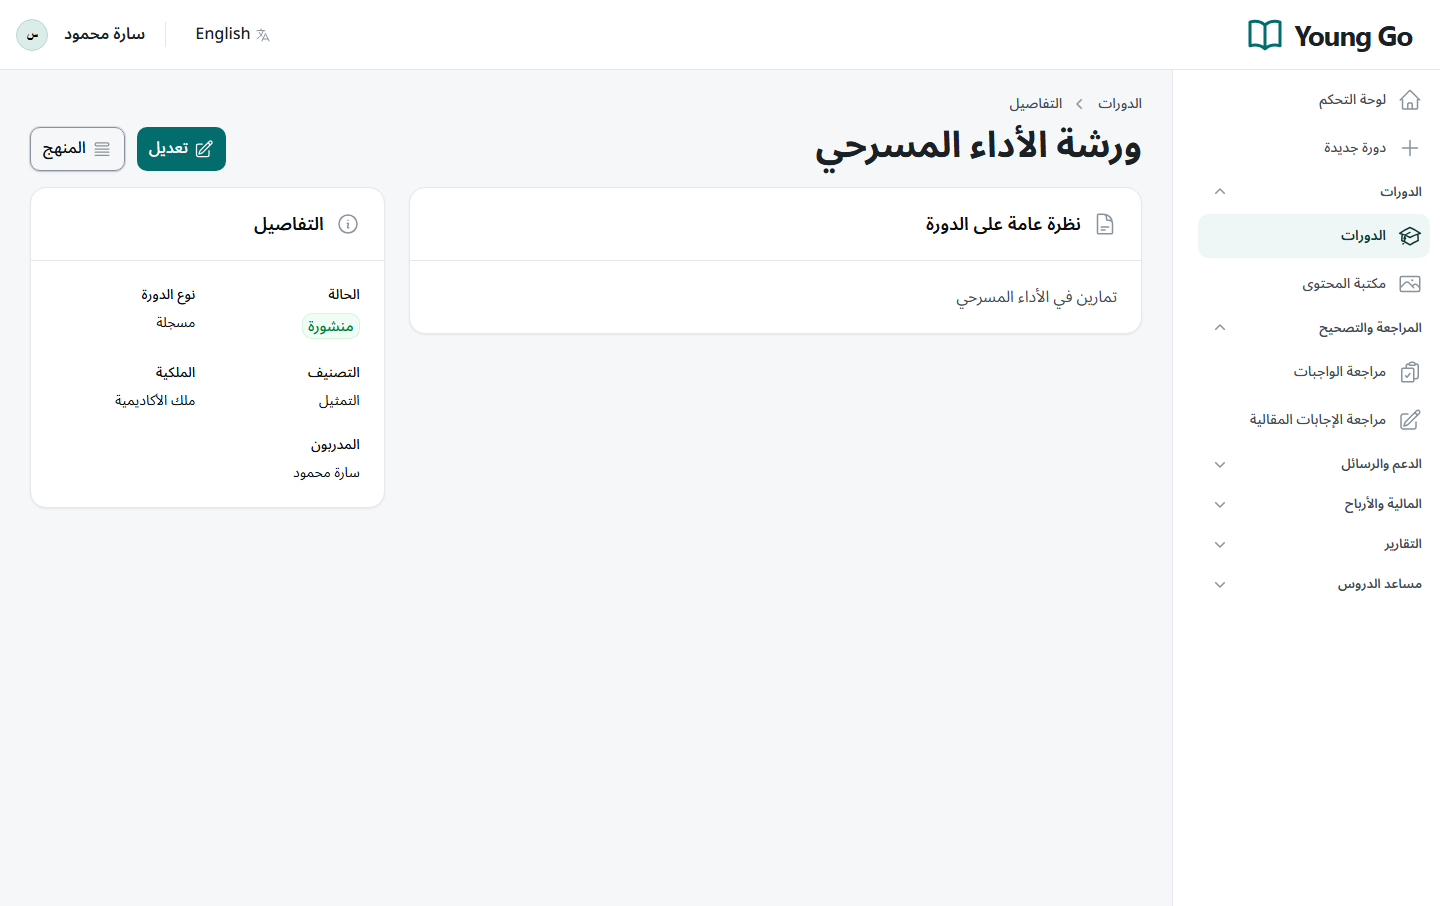 Young Go
English
سارة محمود
س
لوحة التحكم
دورة جديدة
الدورات
الدورات
مكتبة المحتوى
المراجعة والتصحيح
مراجعة الواجبات
مراجعة الإجابات المقالية
الدعم والرسائل
المالية والأرباح
التقارير
مساعد الدروس
الدورات
التفاصيل
ورشة الأداء المسرحي
تعديل
المنهج
نظرة عامة على الدورة
تمارين في الأداء المسرحي
التفاصيل
الحالة
منشورة
نوع الدورة
مسجلة
التصنيف
التمثيل
الملكية
ملك الأكاديمية
المدربون
سارة محمود